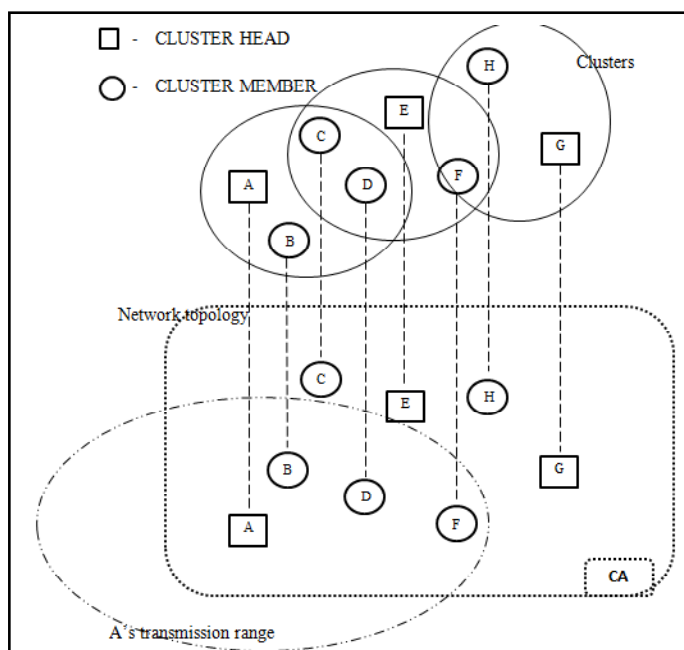 - CLUSTER HEAD
- CLUSTER MEMBER
H
Clusters
E
C
G
A
D
F
B
Network topology
C
E
H
B
G
D
A
F
CA
A's transmission range